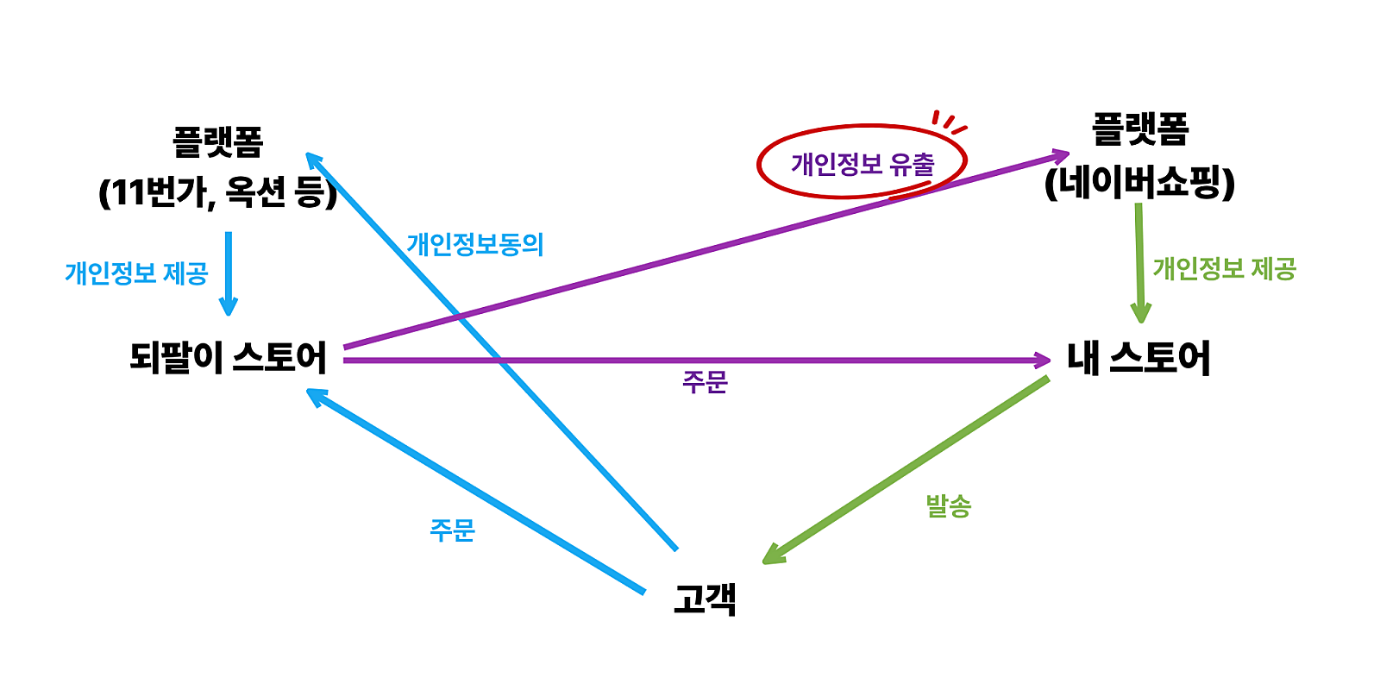 플랫폼
(11번가, 옥션 등)
개인정보 제공
되팔이 스토어
개인정보동의
개인정보 유출
플랫폼
(네이버쇼핑)
개인정보 제공
내 스토어
주문
주문
발송
고객